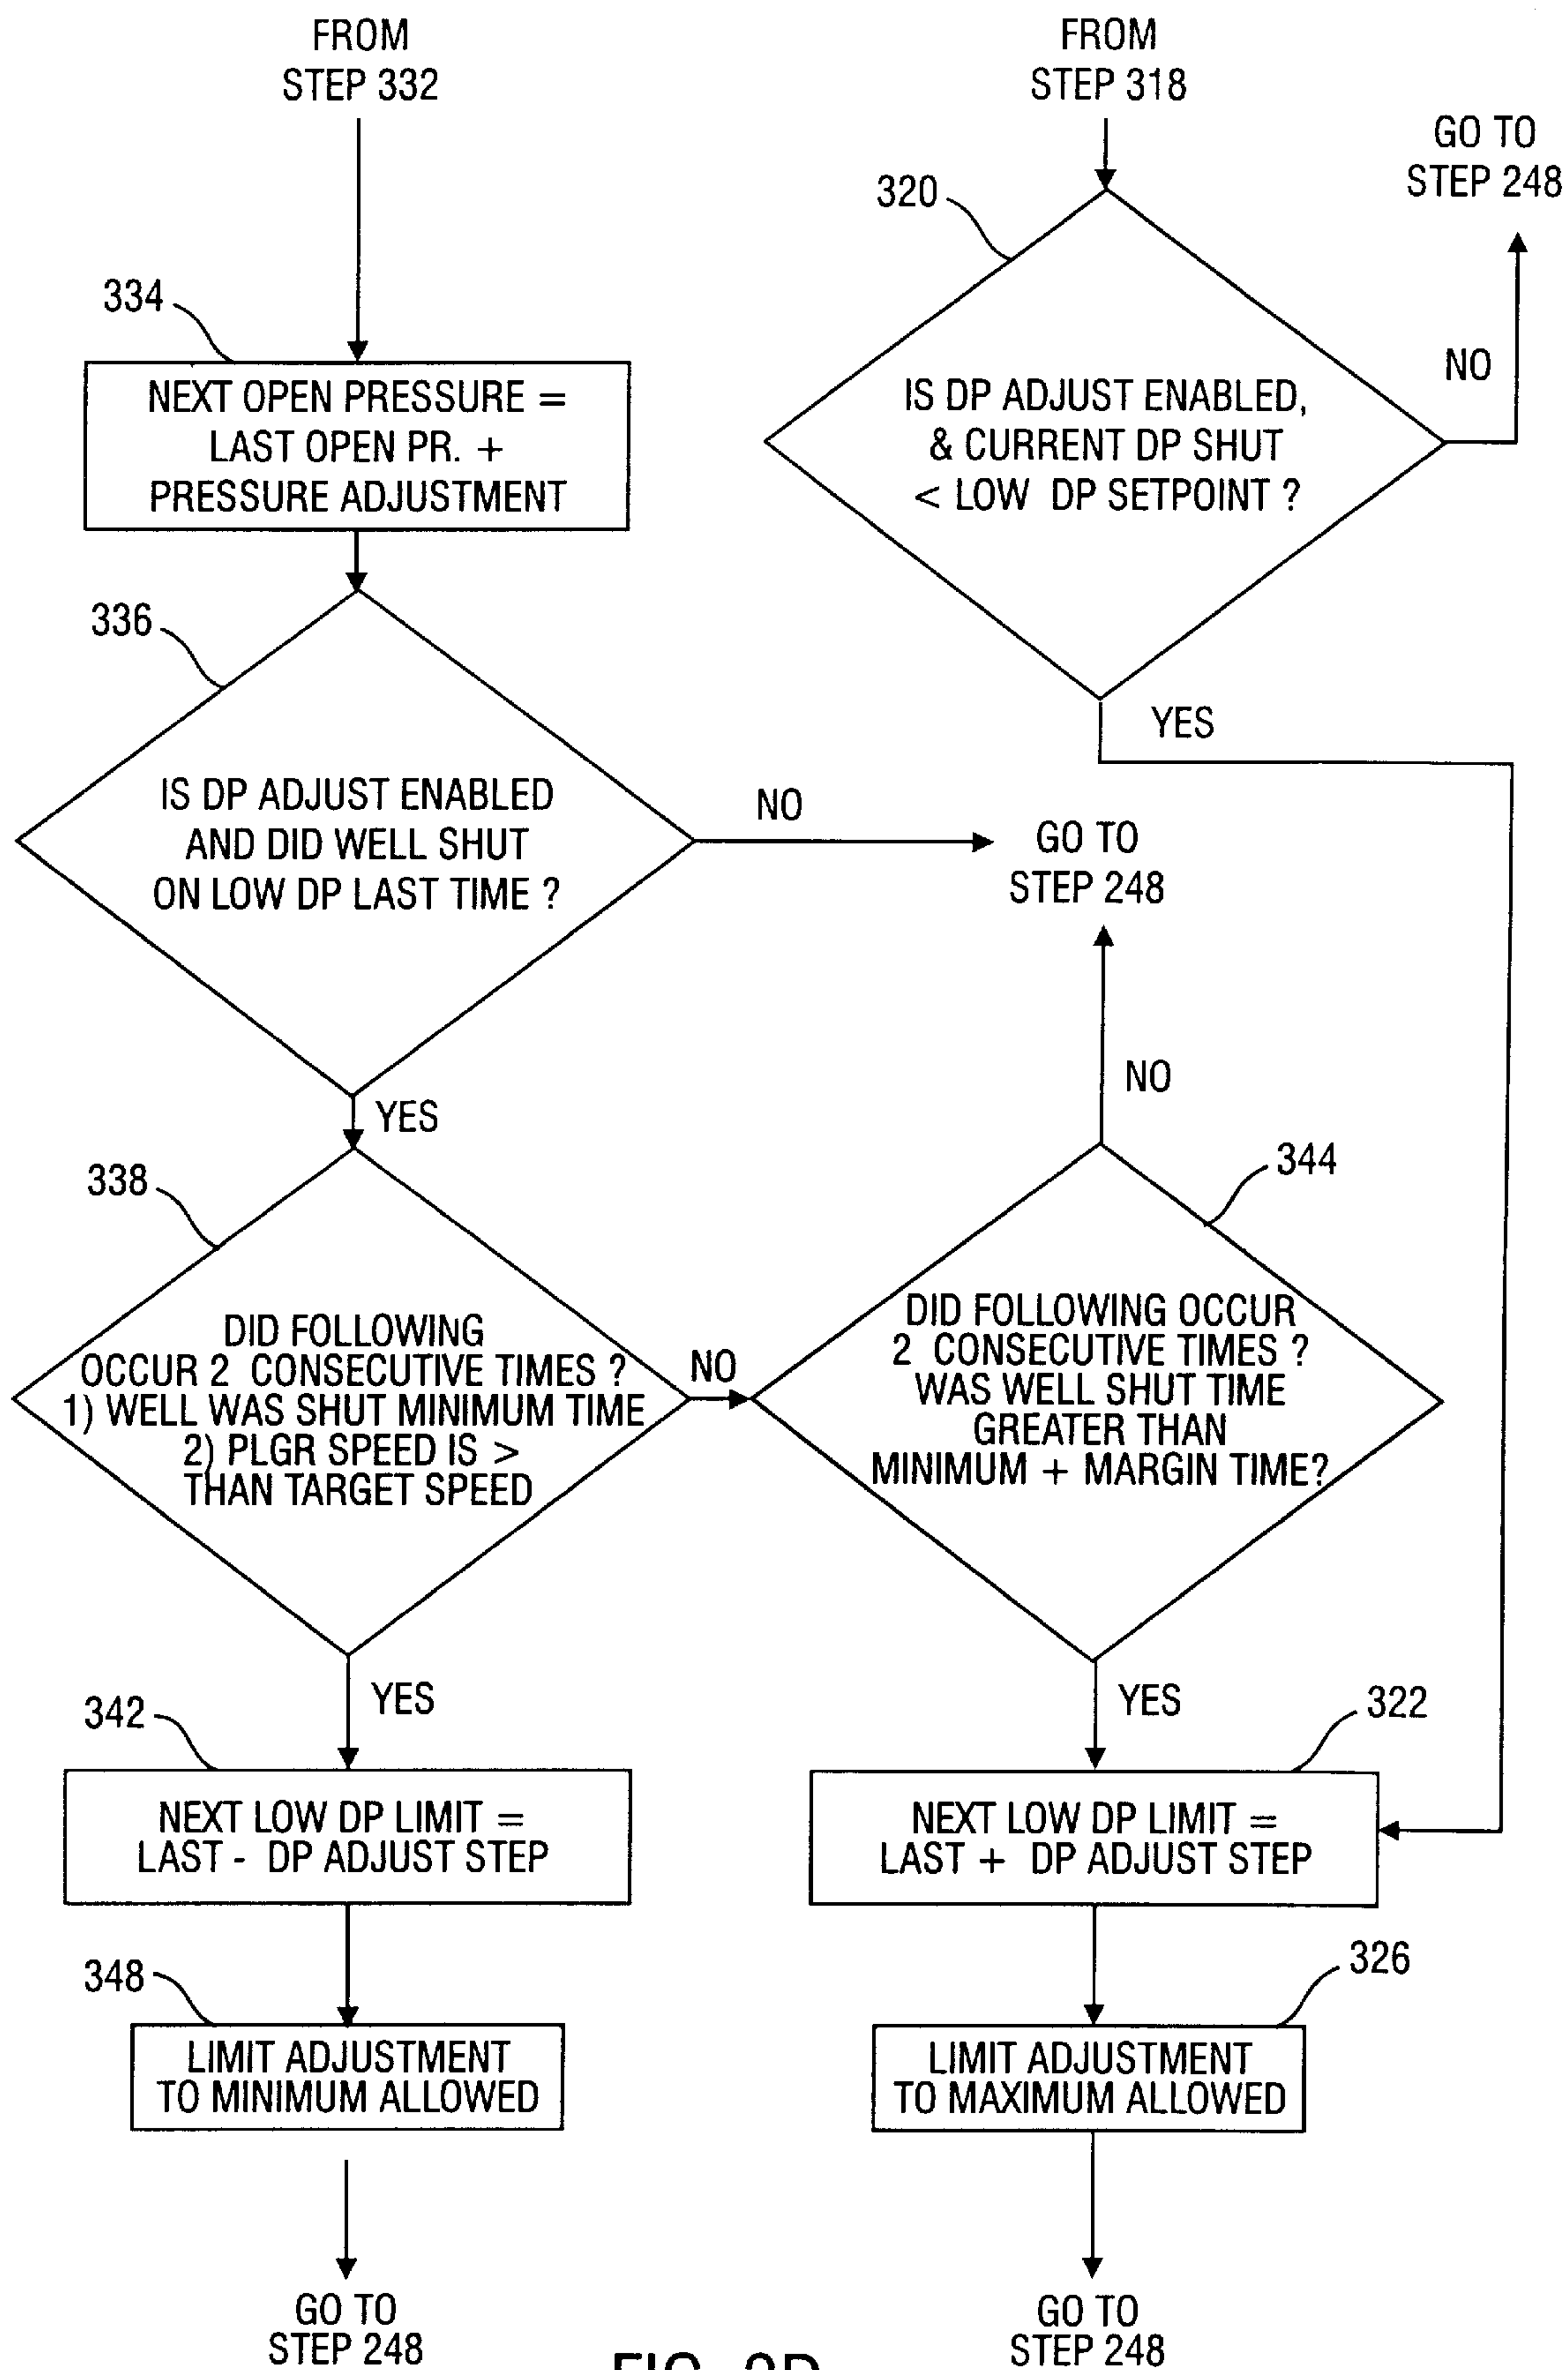 FROM
STEP 332
334
NEXT OPEN PRESSURE =
LAST OPEN PR. +
PRESSURE ADJUSTMENT
336
IS DP ADJUST ENABLED
AND DID WELL SHUT
ON LOW DP LAST TIME ?
NO
GO TO
STEP 248
YES
338
DID FOLLOWING
OCCUR 2 CONSECUTIVE TIMES ?
1) WELL WAS SHUT MINIMUM TIME
2) PLGR SPEED IS >
THAN TARGET SPEED
NO
YES
342
NEXT LOW DP LIMIT =
LAST - DP ADJUST STEP
348
LIMIT ADJUSTMENT
TO MINIMUM ALLOWED
GO TO
STEP 248
FROM
STEP 318
320
IS DP ADJUST ENABLED,
& CURRENT DP SHUT
< LOW DP SETPOINT ?
NO
GO TO
STEP 248
YES
NO
344
DID FOLLOWING OCCUR
2 CONSECUTIVE TIMES ?
WAS WELL SHUT TIME
GREATER THAN
MINIMUM + MARGIN TIME?
YES
322
NEXT LOW DP LIMIT =
LAST + DP ADJUST STEP
326
LIMIT ADJUSTMENT
TO MAXIMUM ALLOWED
GO TO
STEP 248